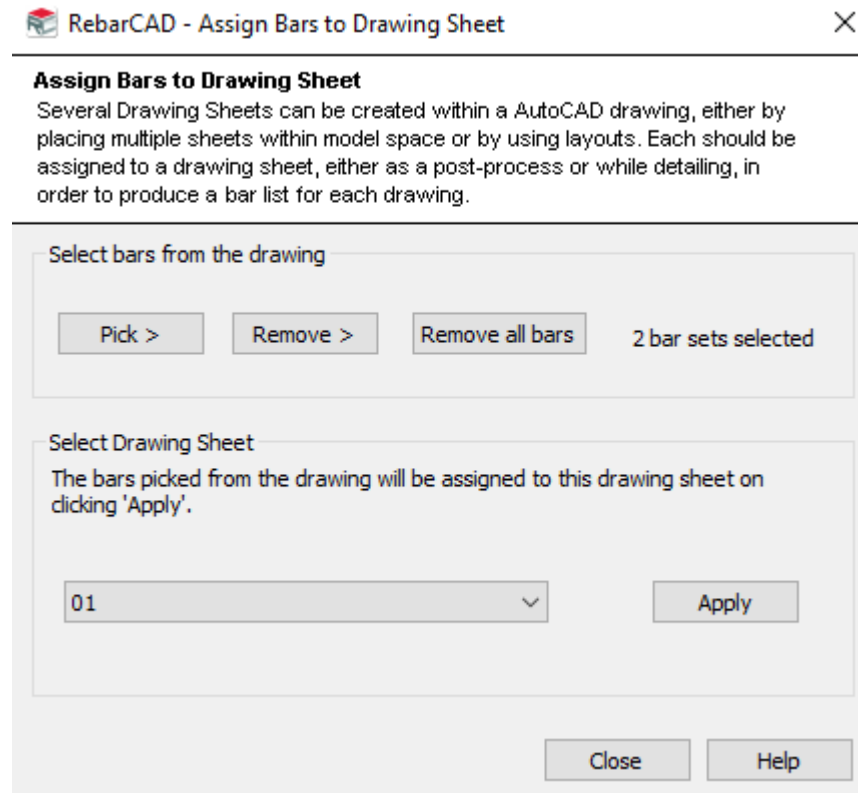 RebarCAD - Assign Bars to Drawing Sheet
Assign Bars to Drawing Sheet
Several Drawing Sheets can be created within a AutoCAD drawing, either by
placing multiple sheets within model space or by using layouts. Each should be
assigned to a drawing sheet, either as a post-process or while detailing, in
order to produce a bar list for each drawing.
Select bars from the drawing
Pick > Remove > Remove all bars 2 bar sets selected
Select Drawing Sheet
The bars picked from the drawing will be assigned to this drawing sheet on
clicking 'Apply'.
01 Apply
Close Help